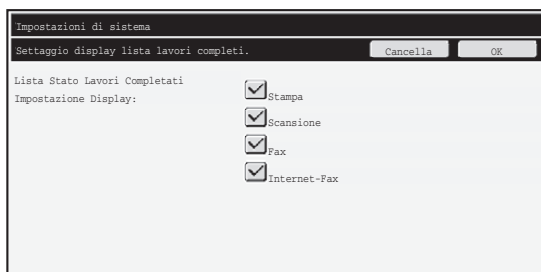 Impostazioni di sistema
Settaggio display lista lavori completi.
Cancella
OK
Lista Stato Lavori Completati
Impostazione Display:
Stampa
Scansione
Fax
Internet-Fax